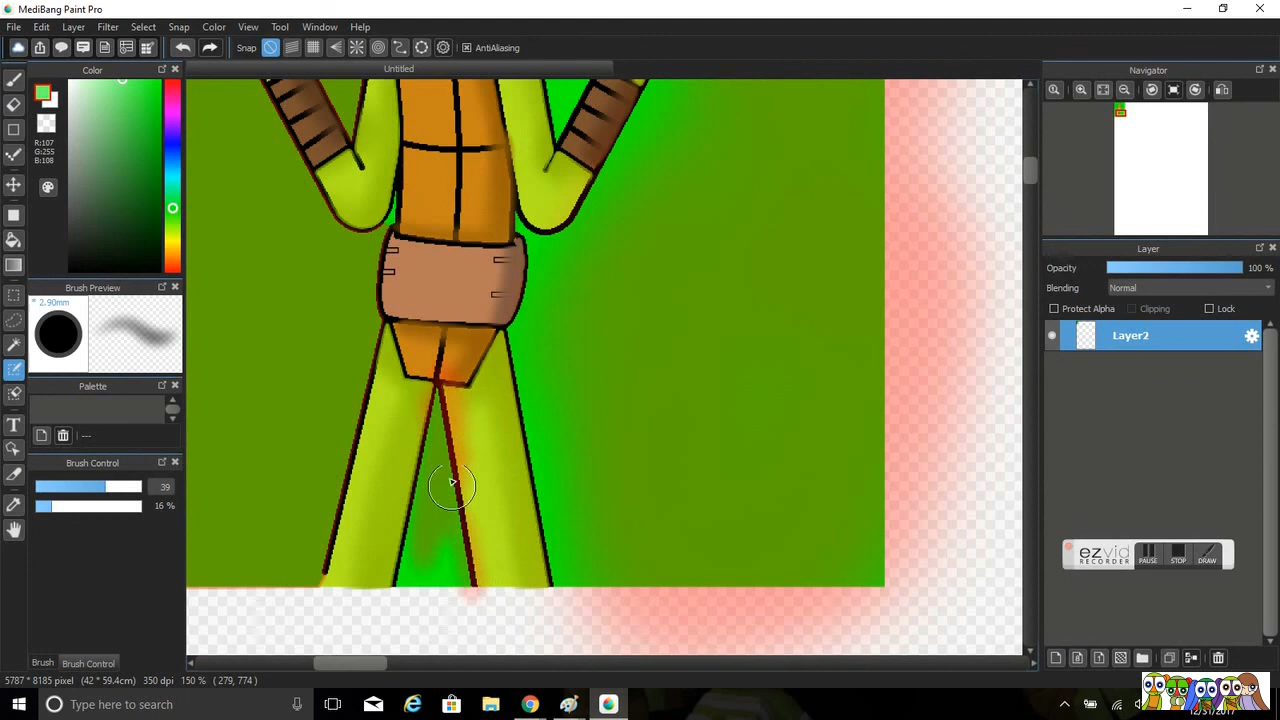 MediBang Paint Pro
File Edit Layer Filter Select Snap Color View Tool Window Help
Snap AntiAliasing
Color
Untitled
Navigator
R:107
G:255
B:108
Layer
Opacity 100 %
Blending Normal
Protect Alpha Clipping Lock
Brush Preview
* 2.90mm
Layer2
Palette
---
Brush Control
39
16 %
ezvid
RECORDER
PAUSE STOP DRAW
Brush Brush Control
5787 * 8185 pixel (42 * 59.4cm) 350 dpi 150 % ( 279, 774 )
Type here to search